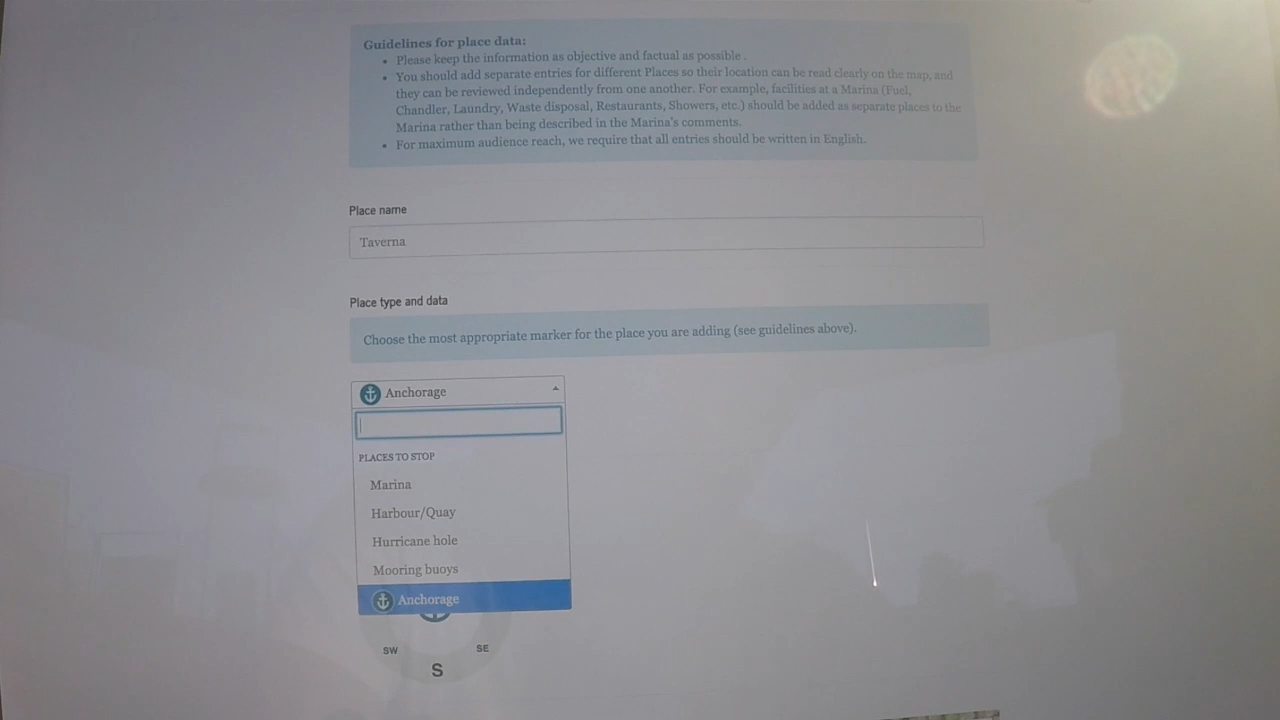 Guidelines for place data:
• Please keep the information as objective and factual as possible .
• You should add separate entries for different Places so their location can be read clearly on the map, and
they can be reviewed independently from one another. For example, facilities at a Marina (Fuel,
Chandler, Laundry, Waste disposal, Restaurants, Showers, etc.) should be added as separate places to the
Marina rather than being described in the Marina's comments.
• For maximum audience reach, we require that all entries should be written in English.
Place name
Taverna
Place type and data
Choose the most appropriate marker for the place you are adding (see guidelines above).
Anchorage
PLACES TO STOP
Marina
Harbour/Quay
Hurricane hole
Mooring buoys
Anchorage
SW SE
S